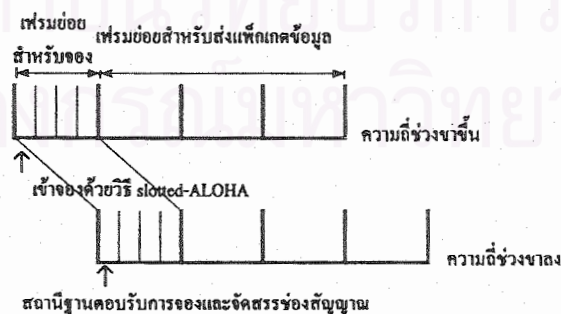 เฟรมย่อย
สำหรับจอง
เฟรมย่อยสำหรับส่งแพ็กเกตข้อมูล
ความถี่ช่วงขาขึ้น
เข้าจองด้วยวิธี slotted-ALOHA
ความถี่ช่วงขาลง
สถานีฐานตอบรับการจองและจัดสรรช่องสัญญาณ